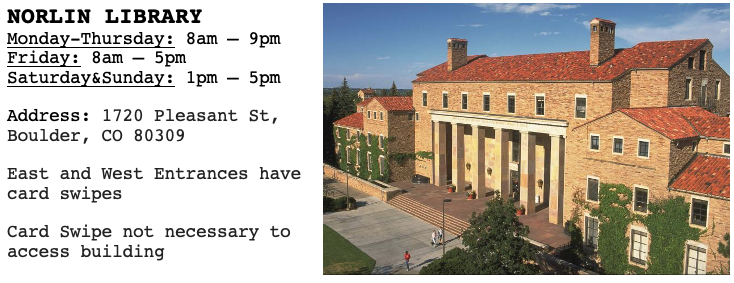 NORLIN LIBRARY
Monday-Thursday: 8am – 9pm
Friday: 8am – 5pm
Saturday&Sunday: 1pm – 5pm
Address: 1720 Pleasant St,
Boulder, CO 80309
East and West Entrances have
card swipes
Card Swipe not necessary to
access building